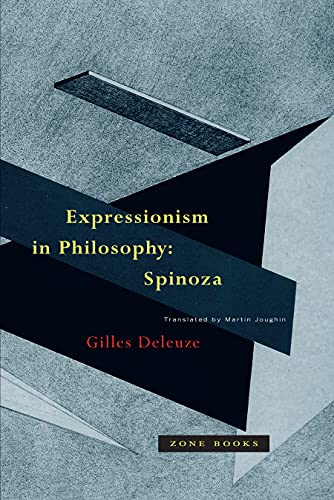 Expressionism
in Philosophy:
Spinoza
Translated by Martin Joughin
Gilles Deleuze
ZONE BOOKS